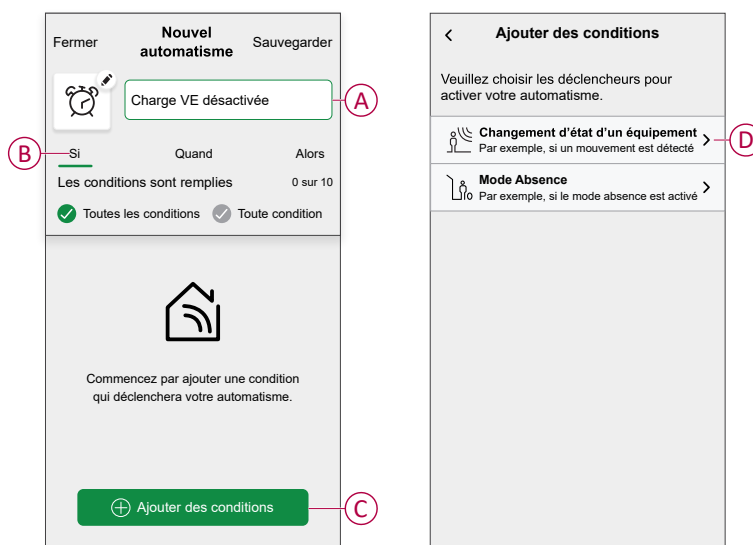 Fermer
Nouvel
automatisme
Sauvegarder
Charge VE désactivée
A
B
Si
Quand
Alors
Les conditions sont remplies
0 sur 10
Toutes les conditions
Toute condition
Commencez par ajouter une condition
qui déclenchera votre automatisme.
Ajouter des conditions
C
Ajouter des conditions
Veuillez choisir les déclencheurs pour
activer votre automatisme.
Changement d'état d'un équipement
Par exemple, si un mouvement est détecté
D
Mode Absence
Par exemple, si le mode absence est activé